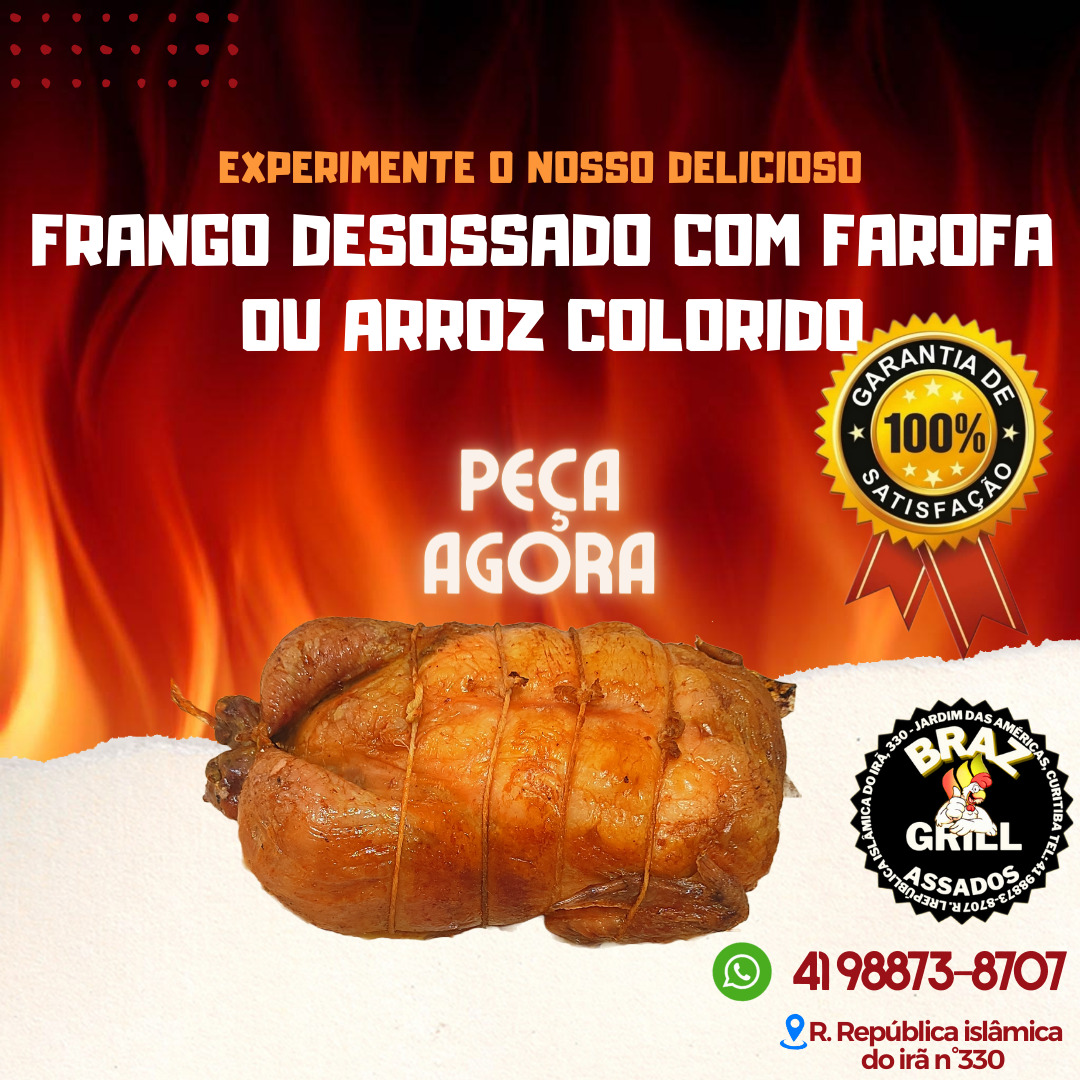 EXPERIMENTE O NOSSO DELICIOSO
FRANGO DESOSSADO COM FAROFA
OU ARROZ COLORIDO
GARANTIA DE
100%
SATISFAÇÃO
PEÇA
AGORA
BRAZ
GRILL
ASSADOS
R. REPÚBLICA ISLÂMICA DO IRÃ, 330 - JARDIM DAS AMÉRICAS, CURITIBA TEL: 41 98873-8707
41 98873-8707
R. República islâmica
do irã n°330